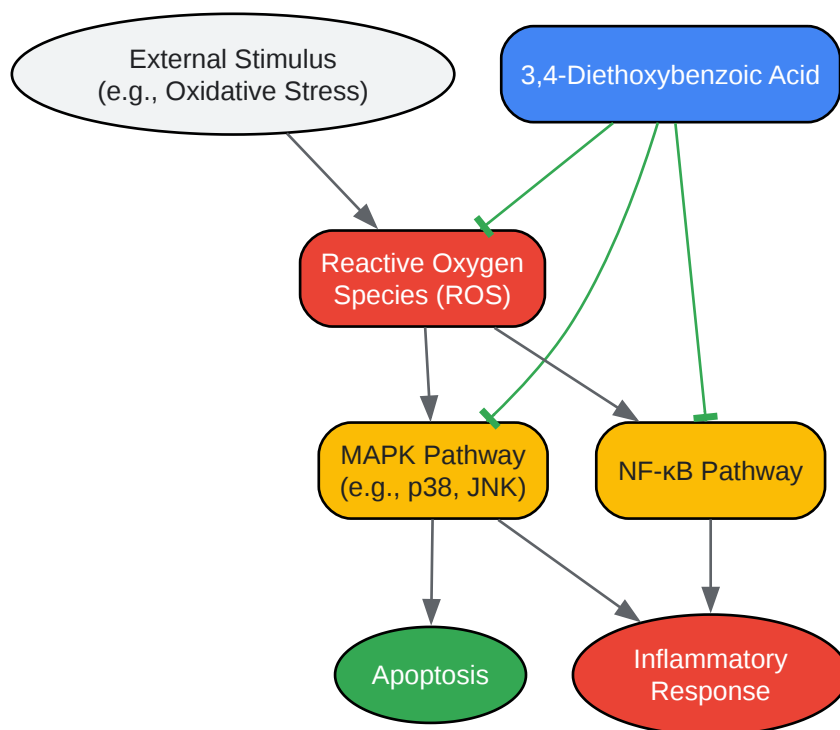 External Stimulus
(e.g., Oxidative Stress)
3,4-Diethoxybenzoic Acid
Reactive Oxygen
Species (ROS)
MAPK Pathway
(e.g., p38, JNK)
NF-κB Pathway
Apoptosis
Inflammatory
Response